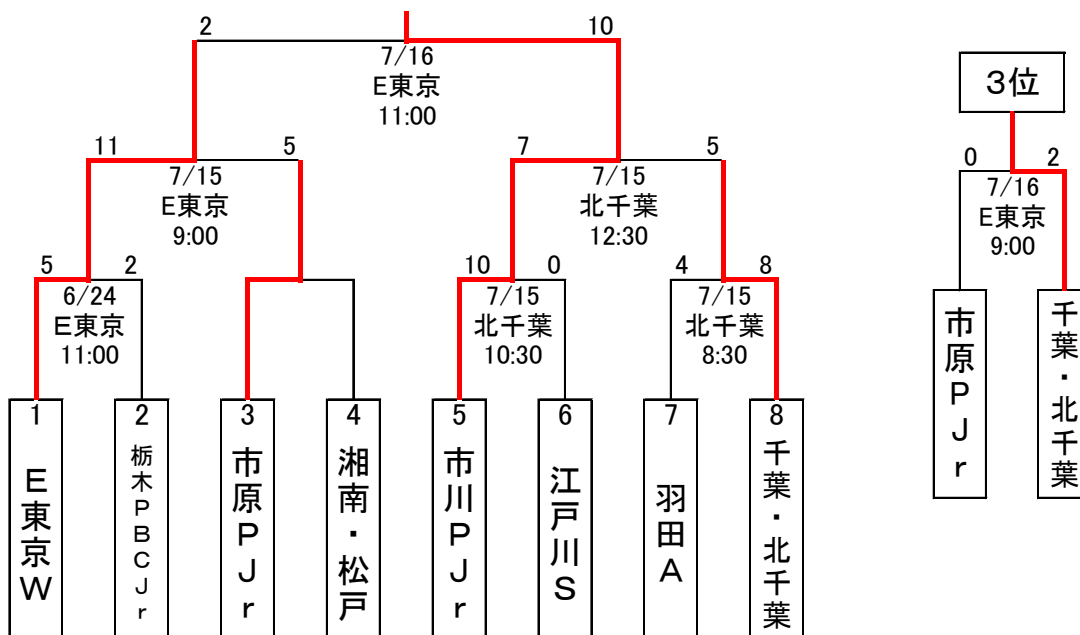 2
10
7/16
E東京
11:00
3位
11
5
7
5
0
2
7/15
E東京
9:00
7/15
北千葉
12:30
7/16
E東京
9:00
5
2
10
0
4
8
6/24
E東京
11:00
7/15
北千葉
10:30
7/15
北千葉
8:30
市原PJr
千葉・北千葉
1
E東京W
2
栃木PBCJr
3
市原PJr
4
湘南・松戸
5
市川PJr
6
江戸川S
7
羽田A
8
千葉・北千葉